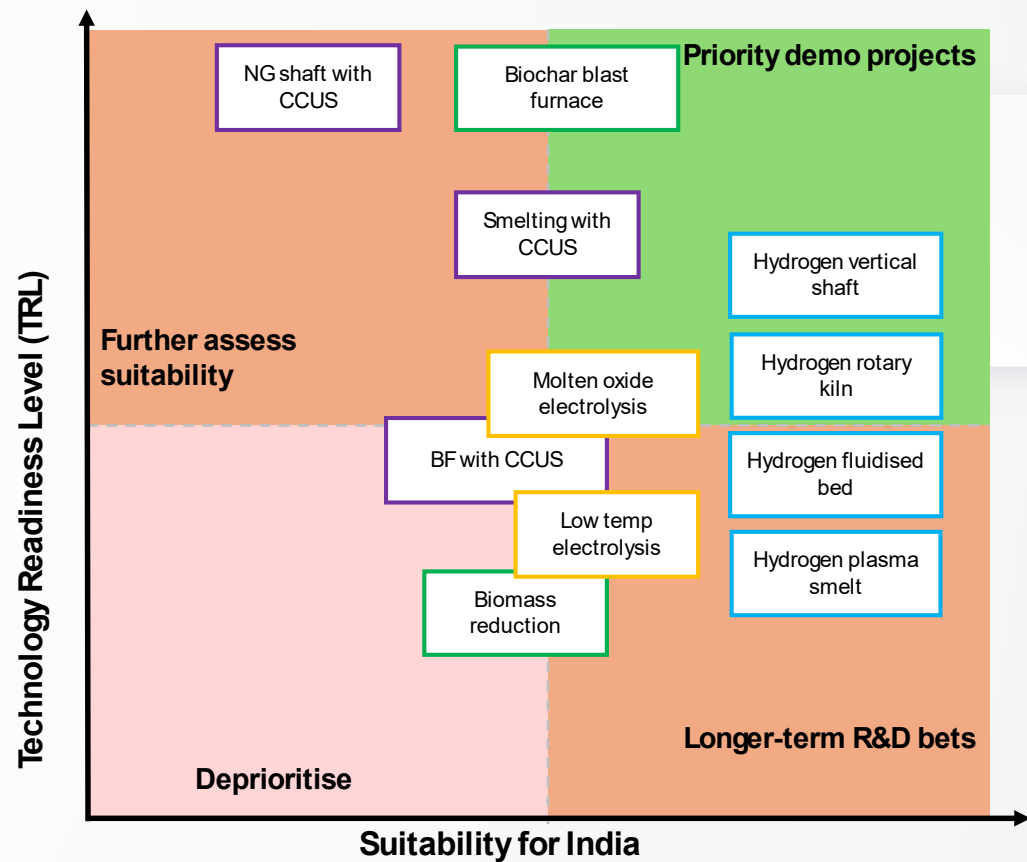 Technology Readiness Level (TRL)
NG shaft with
CCUS
Biochar blast
furnace
Priority demo projects
Smelting with
CCUS
Hydrogen vertical
shaft
Further assess
suitability
Hydrogen rotary
kiln
Molten oxide
electrolysis
BF with CCUS
Hydrogen fluidised
bed
Low temp
electrolysis
Hydrogen plasma
smelt
Biomass
reduction
Longer-term R&D bets
Deprioritise
Suitability for India